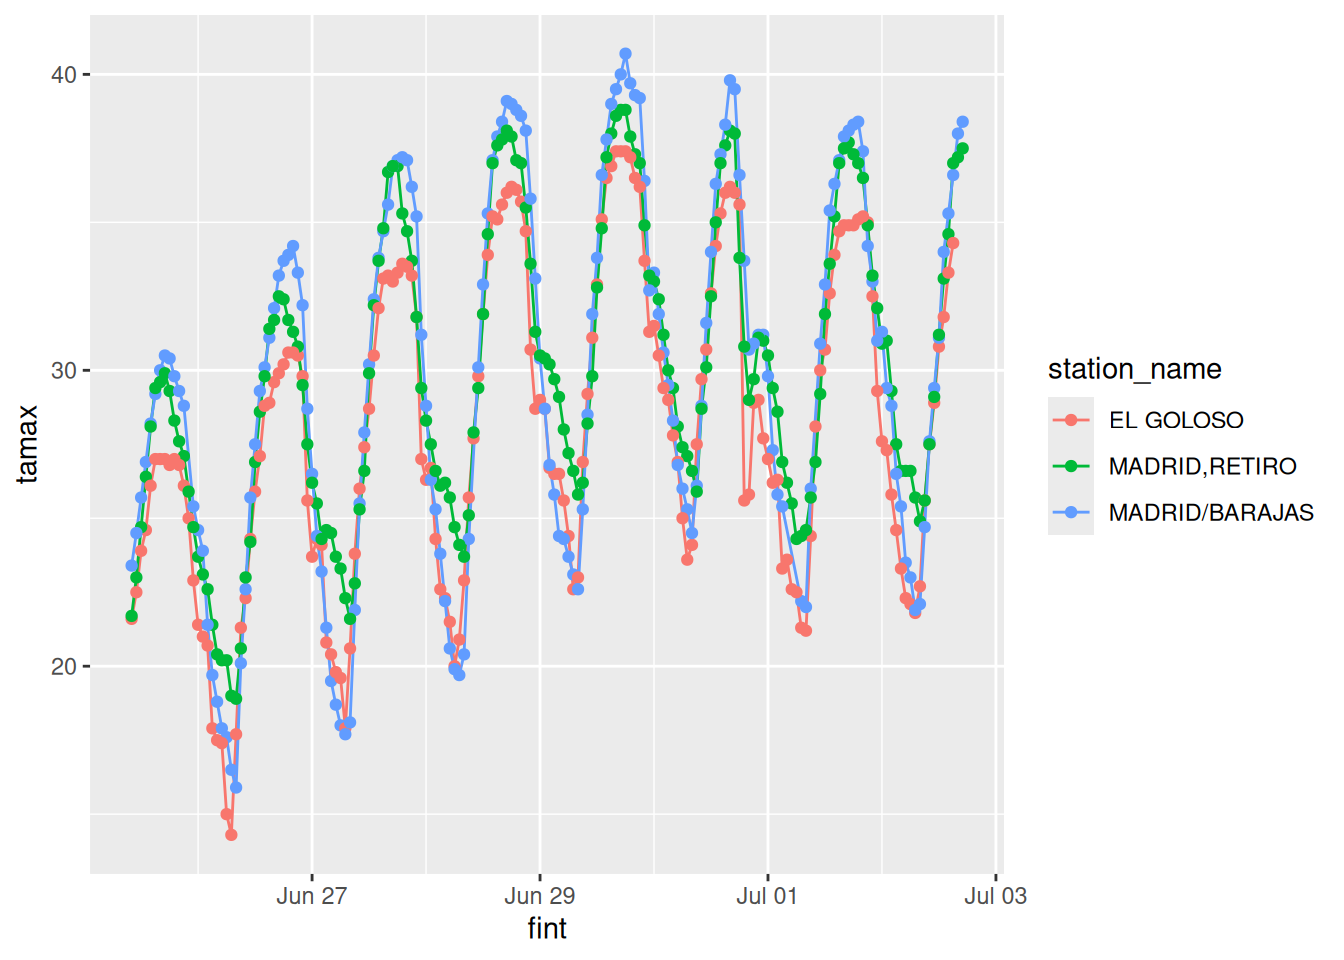 tamax
40
30
20
Jun 27
Jun 29
Jul 01
Jul 03
fint
station_name
EL GOLOSO
MADRID,RETIRO
MADRID/BARAJAS